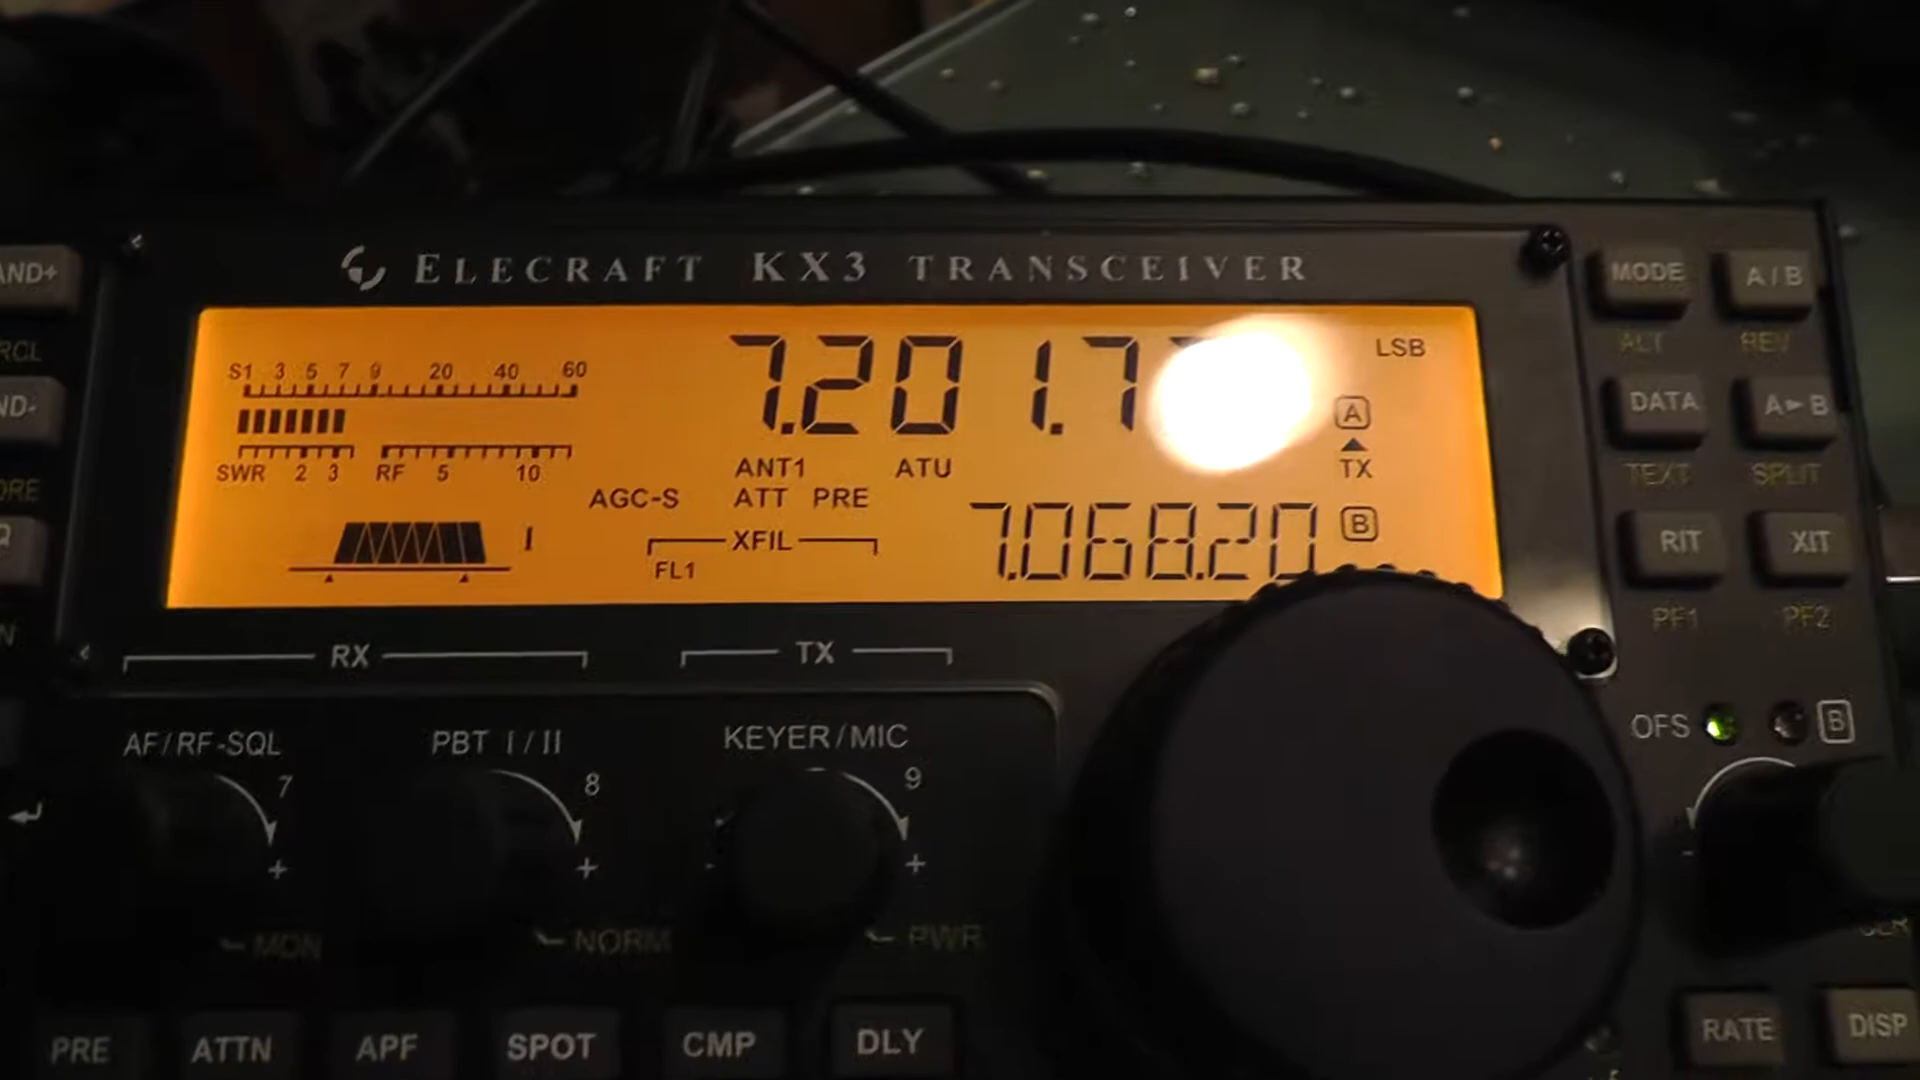 ELECRAFT KX3 TRANSCEIVER
AND+
MODE A/B
RCL
ALT REV
S1 3 5 7 9 20 40 60
7.201.7
LSB
ND-
DATA A►B
A
SWR 2 3 RF 5 10
ANT1 ATU
TX
TEXT SPLIT
ORE
AGC-S ATT PRE
7.068.20
B
I
XFIL
FL1
RIT XIT
PF1 PF2
RX TX
AF/RF-SQL PBT I/II KEYER/MIC
OFS B
7 8 9
+ + - +
-
MON NORM PWR
PRE ATTN APF SPOT CMP DLY
RATE DISP